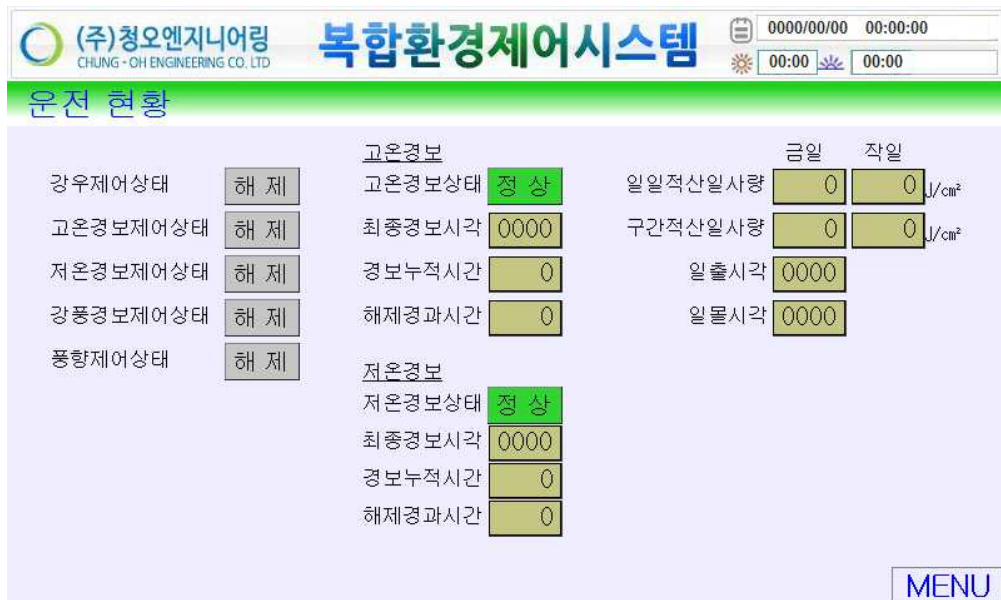 (주)청오엔지니어링
CHUNG - OH ENGINEERING CO. LTD
복합환경제어시스템
0000/00/00 00:00:00
00:00 00:00
운전 현황
강우제어상태 해 제
고온경보제어상태 해 제
저온경보제어상태 해 제
강풍경보제어상태 해 제
풍향제어상태 해 제
고온경보
고온경보상태 정 상
최종경보시각 0000
경보누적시간 0
해제경과시간 0
저온경보
저온경보상태 정 상
최종경보시각 0000
경보누적시간 0
해제경과시간 0
금일 작일
일일적산일사량 0 0 J/cm²
구간적산일사량 0 0 J/cm²
일출시각 0000
일몰시각 0000
MENU